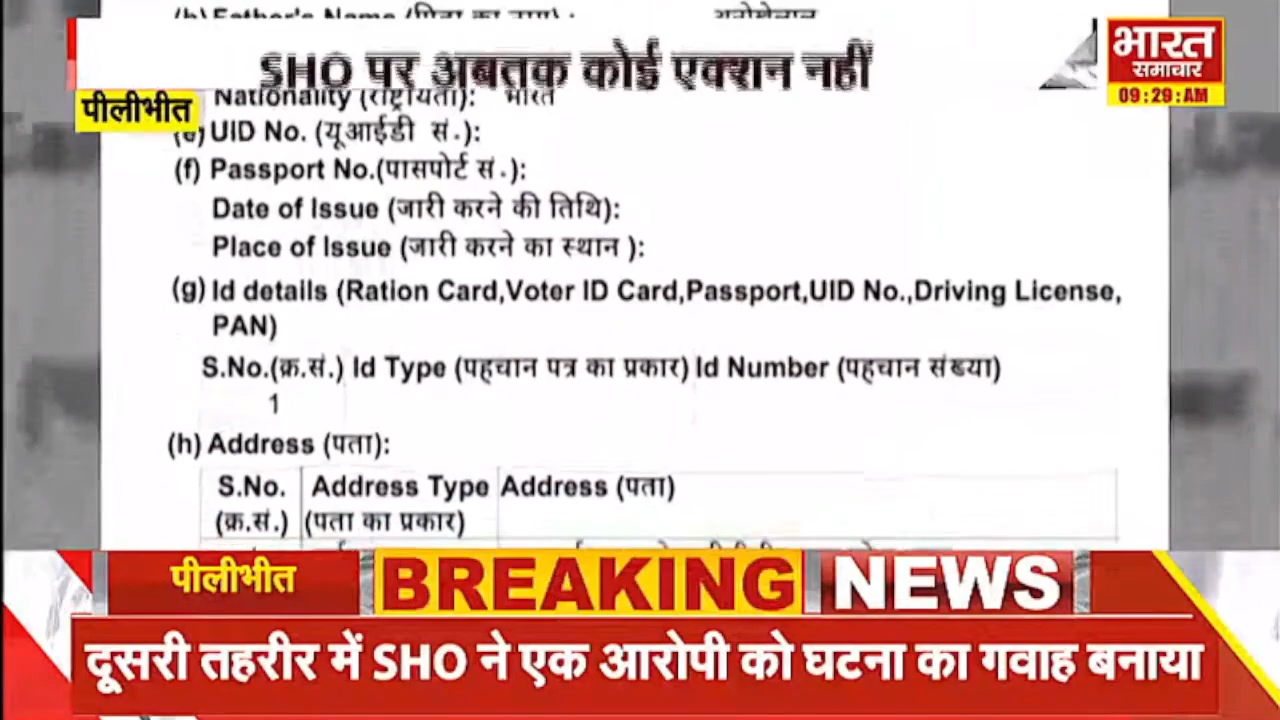 (h) Father's Name (पिता का नाम) : अनोखेलाल
SHO पर अबतक कोई एक्शन नहीं
भारत
समाचार
09:29:AM
पीलीभीत
Nationality (राष्ट्रीयता): भारत
(e) UID No. (यूआईडी सं.):
(f) Passport No.(पासपोर्ट सं.):
Date of Issue (जारी करने की तिथि):
Place of Issue (जारी करने का स्थान ):
(g) Id details (Ration Card,Voter ID Card,Passport,UID No.,Driving License,
PAN)
S.No.(क्र.सं.) Id Type (पहचान पत्र का प्रकार) Id Number (पहचान संख्या)
1
(h) Address (पता):
S.No. Address Type Address (पता)
(क्र.सं.) (पता का प्रकार)
पीलीभीत BREAKING NEWS
दूसरी तहरीर में SHO ने एक आरोपी को घटना का गवाह बनाया